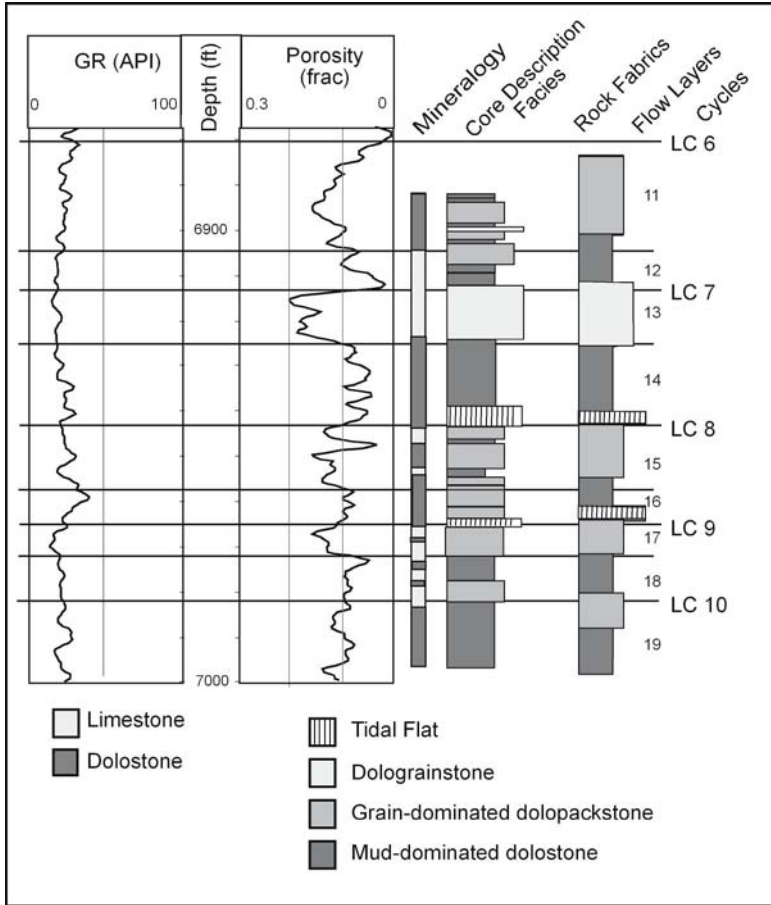 GR (API)
0 100
Depth (ft)
Porosity
(frac)
0.3 0
Mineralogy
Core Description
Facies
Rock Fabrics
Flow Layers
Cycles
LC 6
11
6900
12
LC 7
13
14
LC 8
15
16
LC 9
17
18
LC 10
19
7000
Limestone
Dolostone
Tidal Flat
Dolograinstone
Grain-dominated dolopackstone
Mud-dominated dolostone